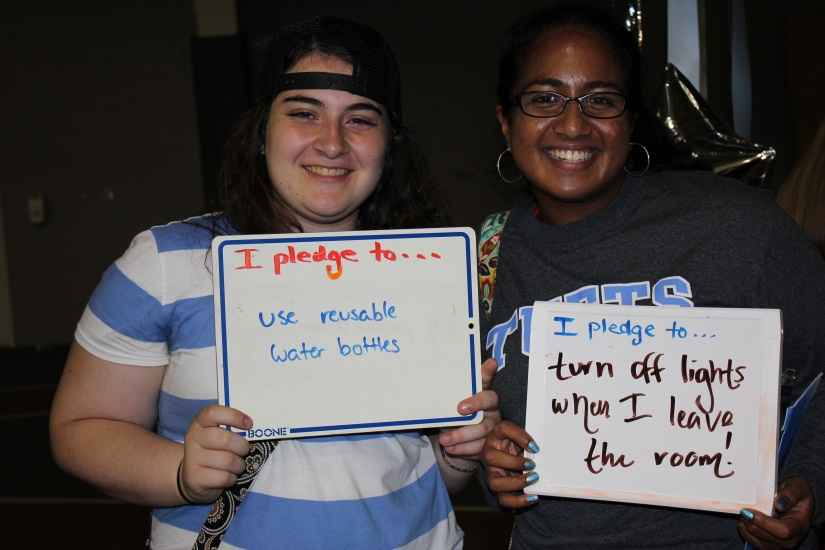 I pledge to...
use reusable
water bottles
BOONE
TUFTS
I pledge to...
turn off lights
when I leave
the room!